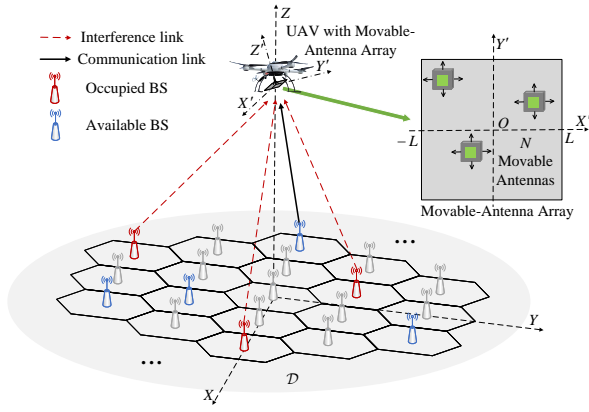 Interference link
Communication link
Occupied BS
Available BS
Z
UAV with Movable-
Antenna Array
Z'
Y'
X'
Y'
X'
O
−L
N
L
Movable
Antennas
Movable-Antenna Array
...
...
Y
X
𝒟